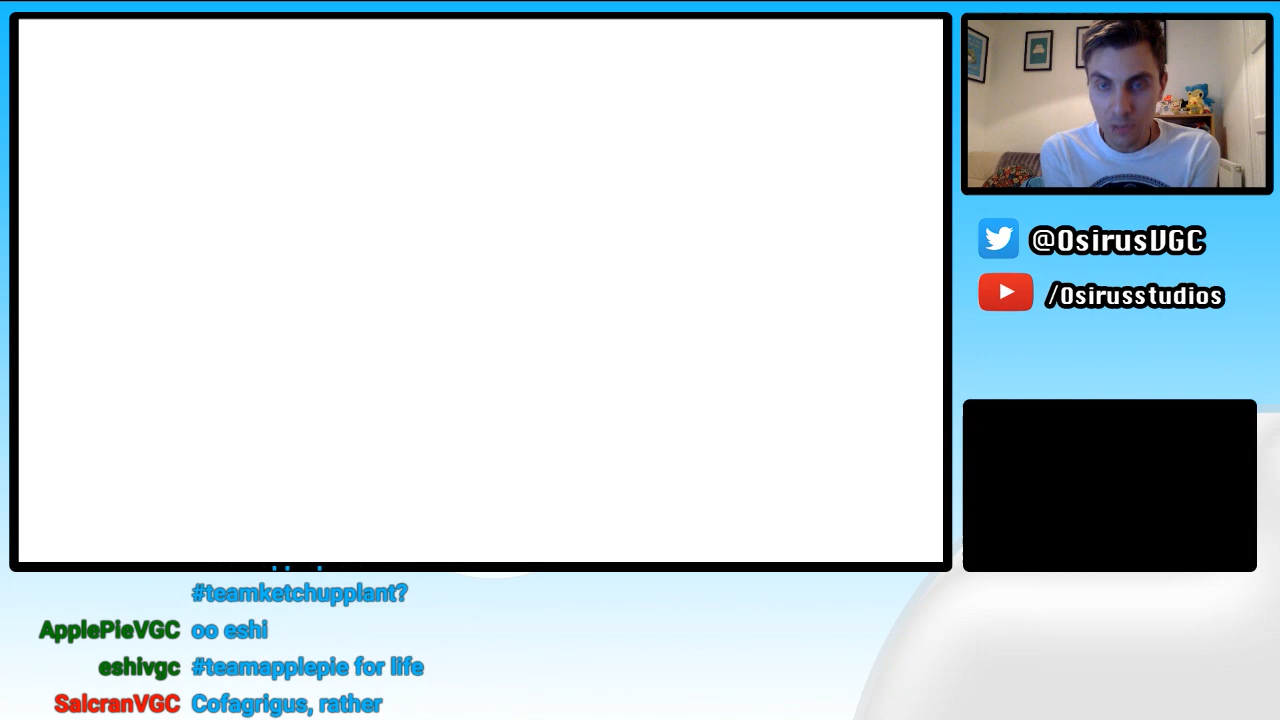 @OsirusVGC
/Osirusstudios
#teamketchupplant?
ApplePieVGC oo eshi
eshivgc #teamapplepie for life
SalcranVGC Cofagrigus, rather